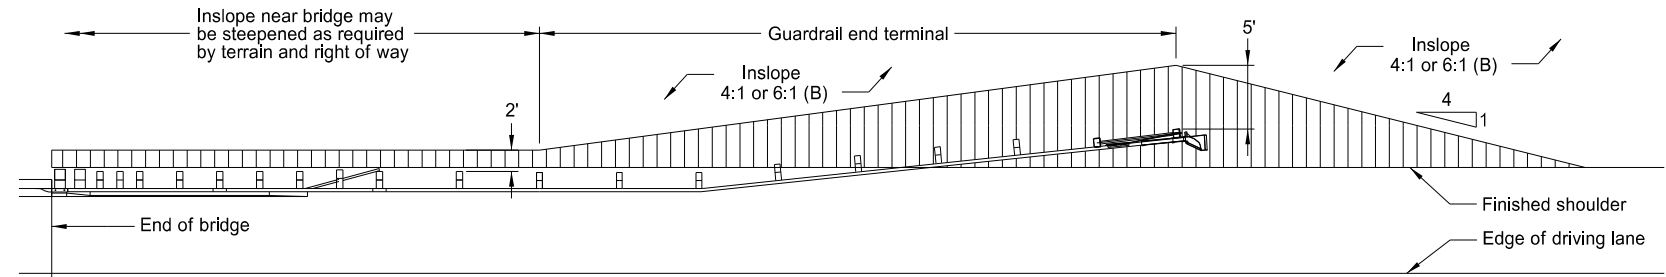 Inslope near bridge may
be steepened as required
by terrain and right of way
Guardrail end terminal
5'
Inslope
4:1 or 6:1 (B)
Inslope
4:1 or 6:1 (B)
2'
4
1
End of bridge
Finished shoulder
Edge of driving lane